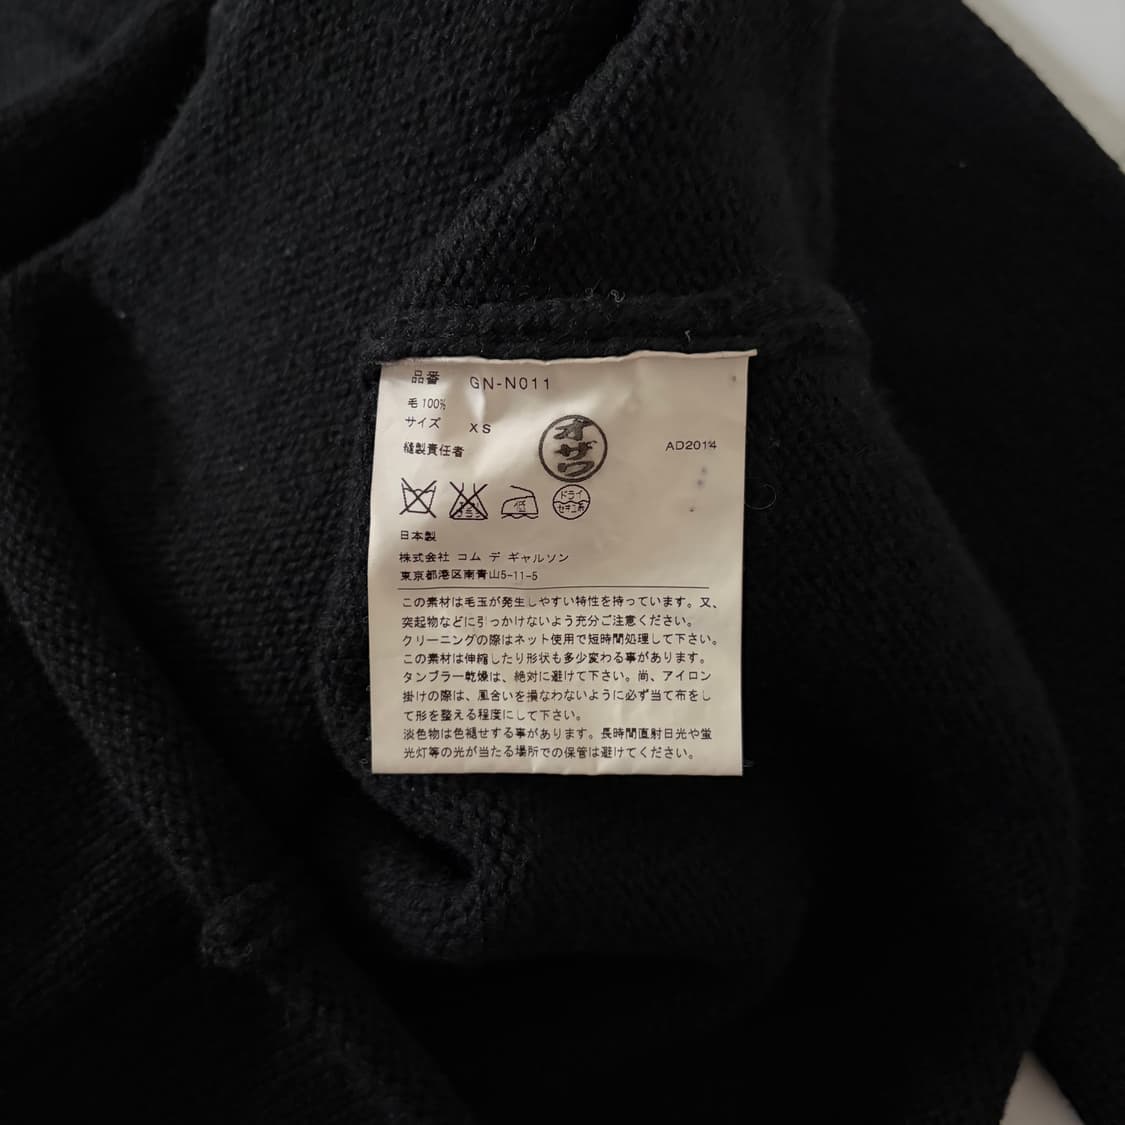 品番 GN-N011
毛 100%
サイズ XS
縫製責任者
オザワ
AD2014
低
ドライ
セキユ系
日本製
株式会社 コム デ ギャルソン
東京都港区南青山5-11-5
この素材は毛玉が発生しやすい特性を持っています。又、
突起物などに引っかけないよう充分ご注意ください。
クリーニングの際はネット使用で短時間処理して下さい。
この素材は伸縮したり形状も多少変わる事があります。
タンブラー乾燥は、絶対に避けて下さい。尚、アイロン
掛けの際は、風合いを損なわないように必ず当て布をし
て形を整える程度にして下さい。
淡色物は色褪せする事があります。長時間直射日光や蛍
光灯等の光が当たる場所での保管は避けてください。